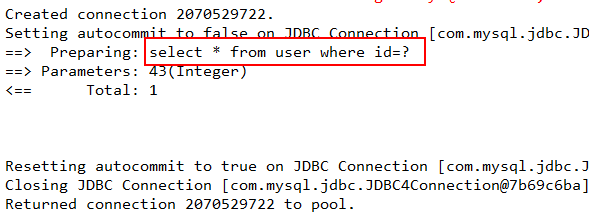 Created connection 2070529722.
Setting autocommit to false on JDBC Connection [com.mysql.jdbc.JD
==>  Preparing: select * from user where id=?
==> Parameters: 43(Integer)
<==      Total: 1
Resetting autocommit to true on JDBC Connection [com.mysql.jdbc.J
Closing JDBC Connection [com.mysql.jdbc.JDBC4Connection@7b69c6ba]
Returned connection 2070529722 to pool.